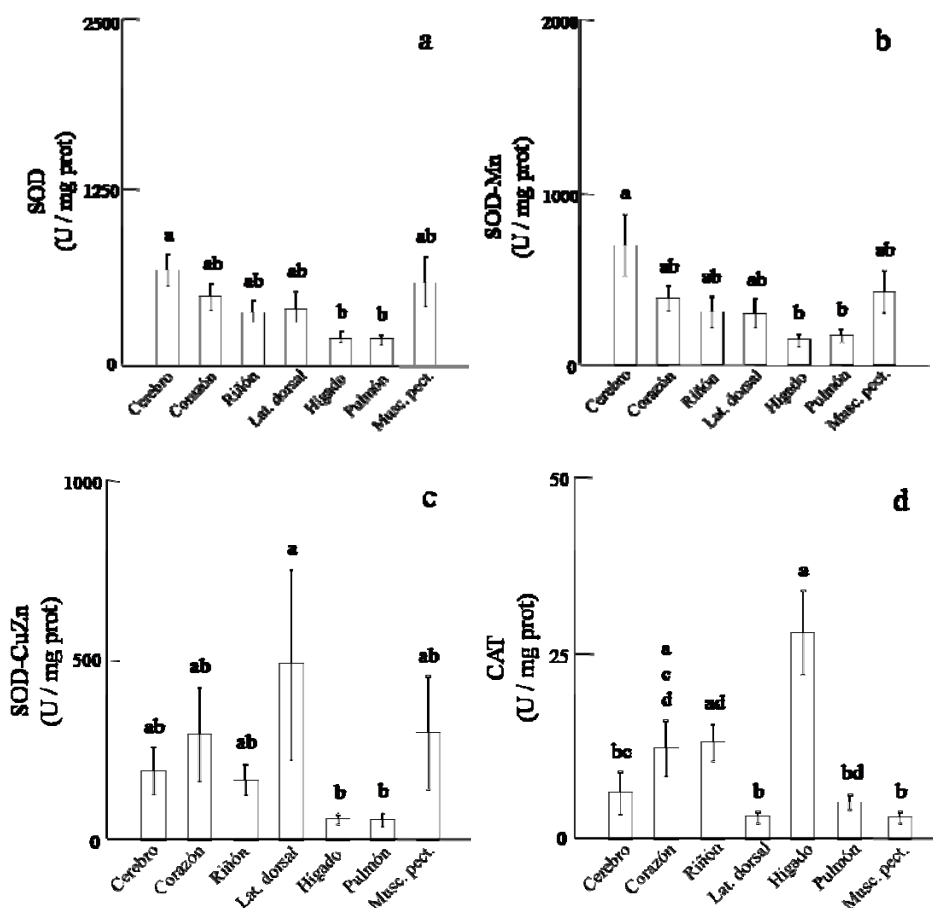 2500
a
SOD
(U / mg prot)
1250
a
ab
ab
ab
b
b
ab
0
Cerebro
Corazón
Riñón
Lat. dorsal
Hígado
Pulmón
Musc. pect.
2000
b
SOD-Mn
(U / mg prot)
1000
a
ab
ab
ab
b
b
ab
0
Cerebro
Corazón
Riñón
Lat. dorsal
Hígado
Pulmón
Musc. pect.
1000
c
SOD-CuZn
(U / mg prot)
500
ab
ab
ab
a
b
b
ab
0
Cerebro
Corazón
Riñón
Lat. dorsal
Hígado
Pulmón
Musc. pect.
50
d
CAT
(U / mg prot)
25
bc
a
c
d
ad
b
a
bd
b
0
Cerebro
Corazón
Riñón
Lat. dorsal
Hígado
Pulmón
Musc. pect.